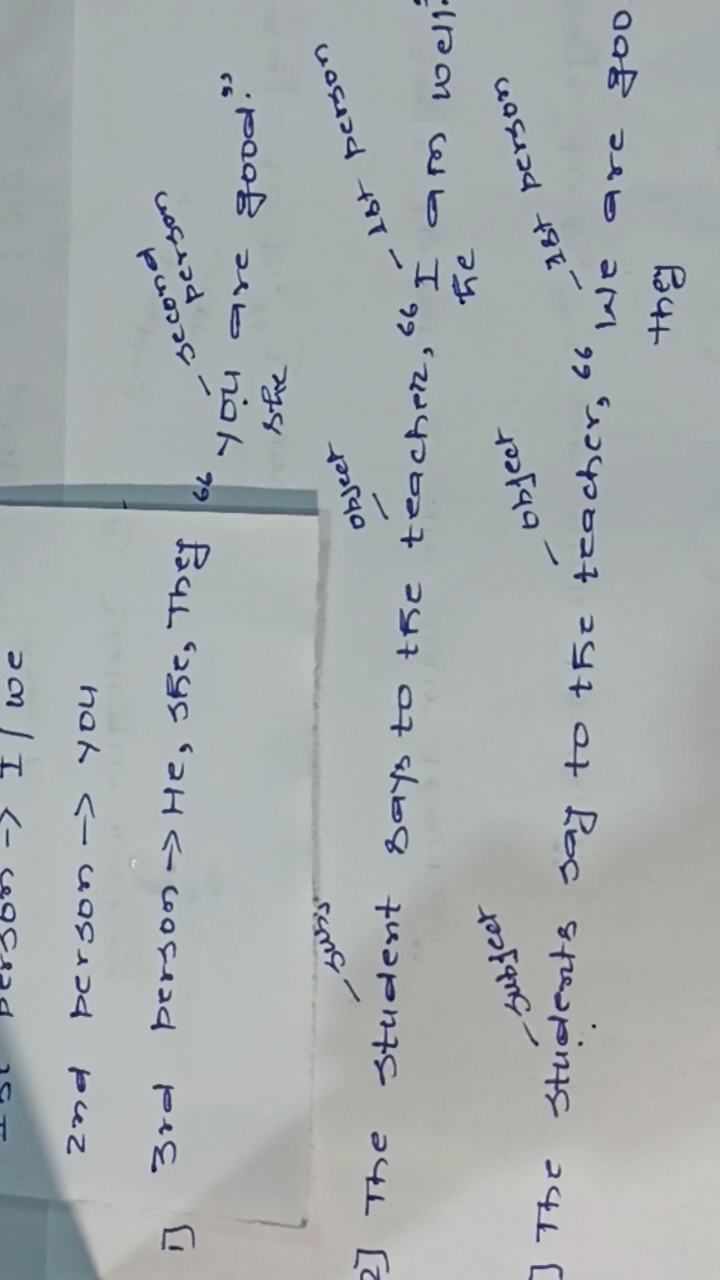 person -> I / we
2nd person -> you
3rd person -> He, she, They
second person
1] " You are good."
she
subs object 1st person
2] The student says to the teacher, " I am well.
he
subject object 1st person
] The students say to the teacher, " We are goo
they